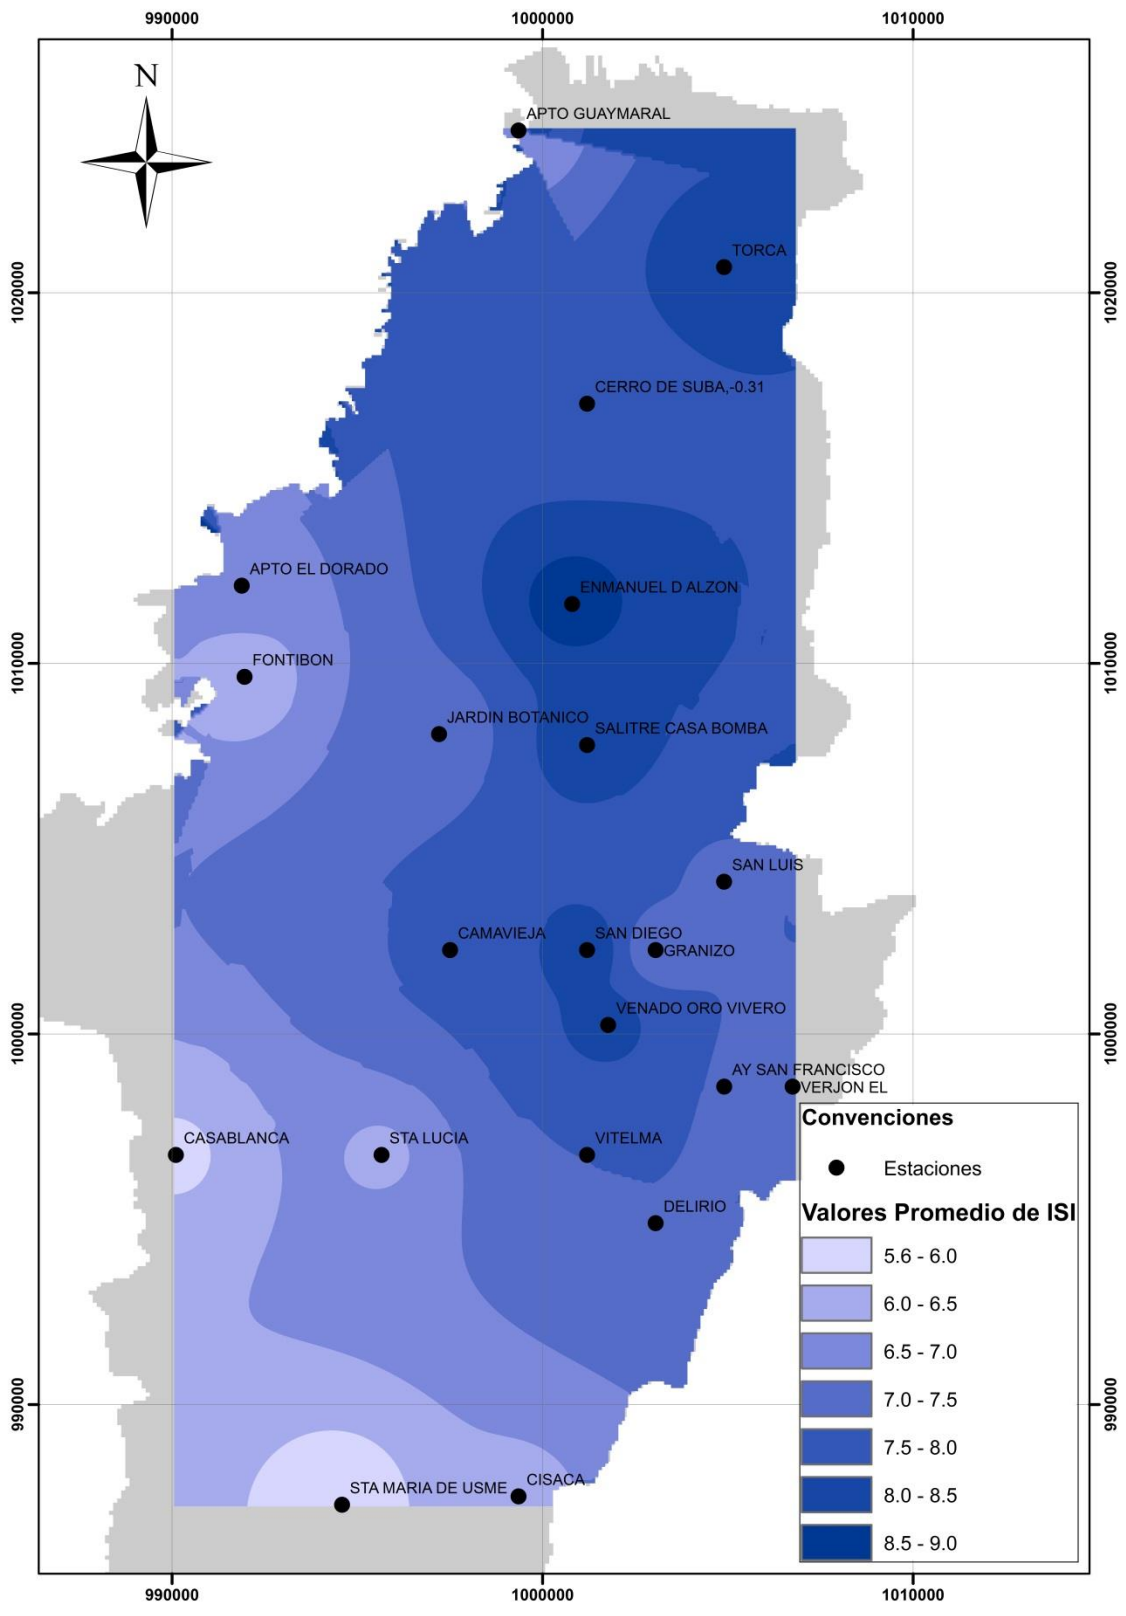 990000
1000000
1010000
N
APTO GUAYMARAL
TORCA
1020000
1020000
CERRO DE SUBA,-0.31
APTO EL DORADO
ENMANUEL D ALZON
FONTIBON
1010000
1010000
JARDIN BOTANICO
SALITRE CASA BOMBA
SAN LUIS
CAMAVIEJA
SAN DIEGO
GRANIZO
VENADO ORO VIVERO
1000000
1000000
AY SAN FRANCISCO
VERJON EL
CASABLANCA
STA LUCIA
VITELMA
DELIRIO
Convenciones
Estaciones
Valores Promedio de ISI
5.6 - 6.0
6.0 - 6.5
6.5 - 7.0
7.0 - 7.5
7.5 - 8.0
8.0 - 8.5
8.5 - 9.0
990000
990000
STA MARIA DE USME
CISACA
990000
1000000
1010000